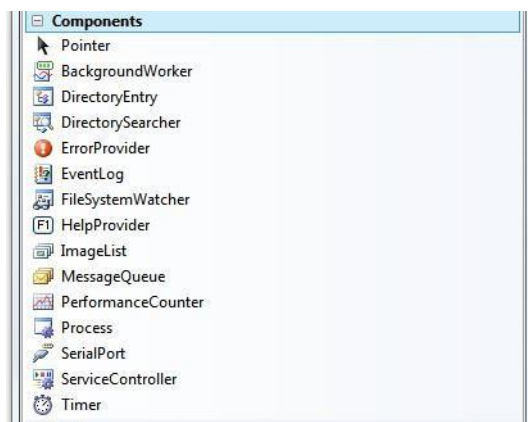 Components
Pointer
BackgroundWorker
DirectoryEntry
DirectorySearcher
ErrorProvider
EventLog
FileSystemWatcher
F1 HelpProvider
ImageList
MessageQueue
PerformanceCounter
Process
SerialPort
ServiceController
Timer